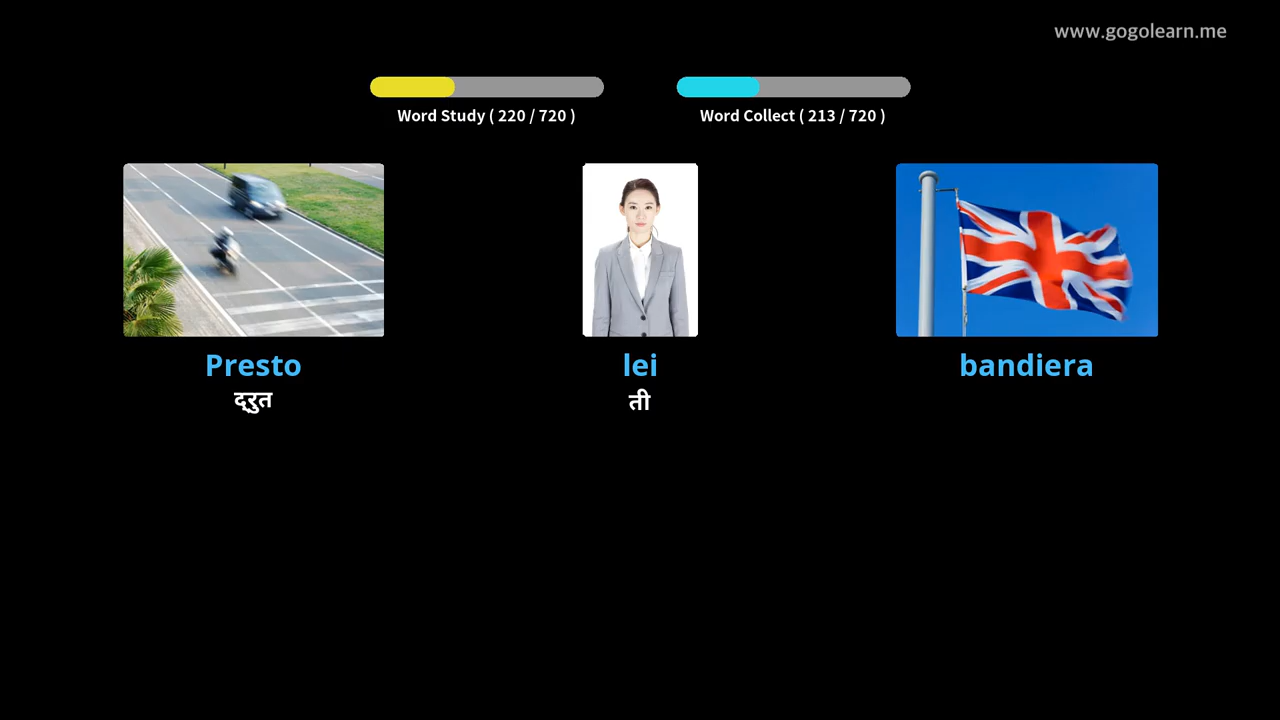 www.gogolearn.me
Word Study ( 220 / 720 )
Word Collect ( 213 / 720 )
Presto
lei
bandiera
द्रुत
ती